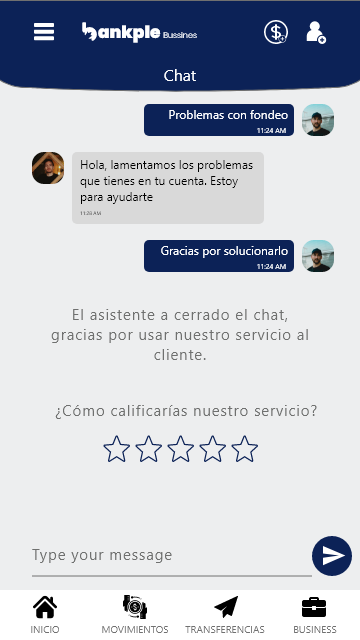 bankple Bussines
Chat
Problemas con fondeo
11:24 AM
Hola, lamentamos los problemas
que tienes en tu cuenta. Estoy
para ayudarte
11:26 AM
Gracias por solucionarlo
11:24 AM
El asistente a cerrado el chat,
gracias por usar nuestro servicio al
cliente.
¿Cómo calificarías nuestro servicio?
Type your message
INICIO MOVIMIENTOS TRANSFERENCIAS BUSINESS